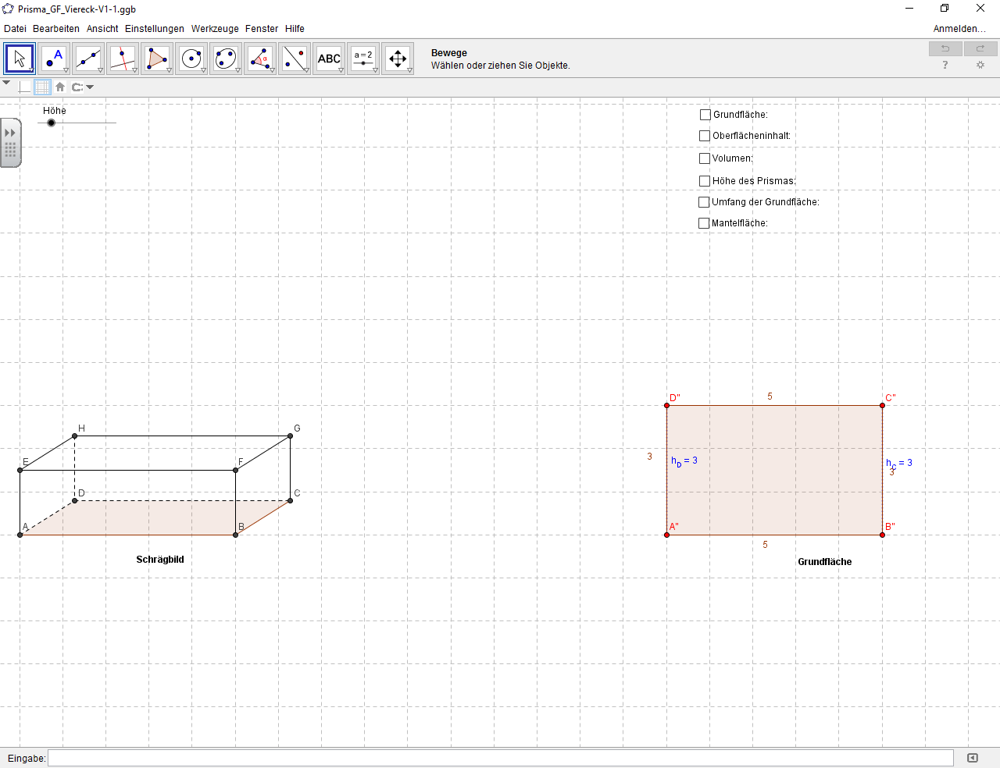 Prisma_GF_Viereck-V1-1.ggb
Datei Bearbeiten Ansicht Einstellungen Werkzeuge Fenster Hilfe Anmelden...
A
α
ABC
a=2
Bewege
Wählen oder ziehen Sie Objekte.
?
Höhe
Grundfläche:
Oberflächeninhalt:
Volumen:
Höhe des Prismas:
Umfang der Grundfläche:
Mantelfläche:
H
G
E
F
D
C
A
B
Schrägbild
D"
5
C"
3
h_D = 3
h_C = 3
3
A"
B"
5
Grundfläche
Eingabe: